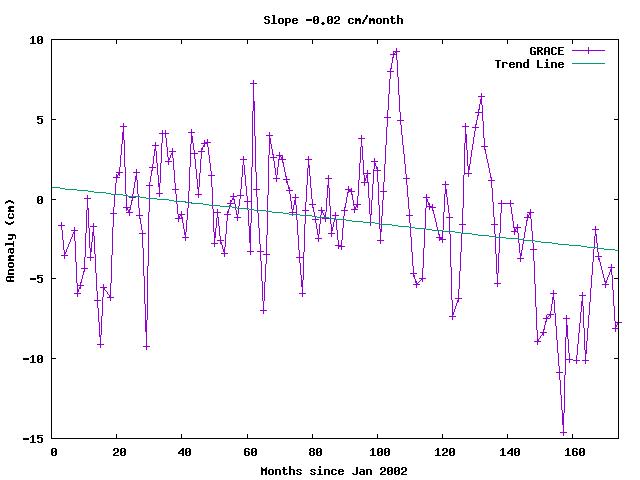 Slope -0.02 cm/month
GRACE
Trend Line
10
5
0
-5
-10
-15
Anomaly (cm)
0 20 40 60 80 100 120 140 160
Months since Jan 2002